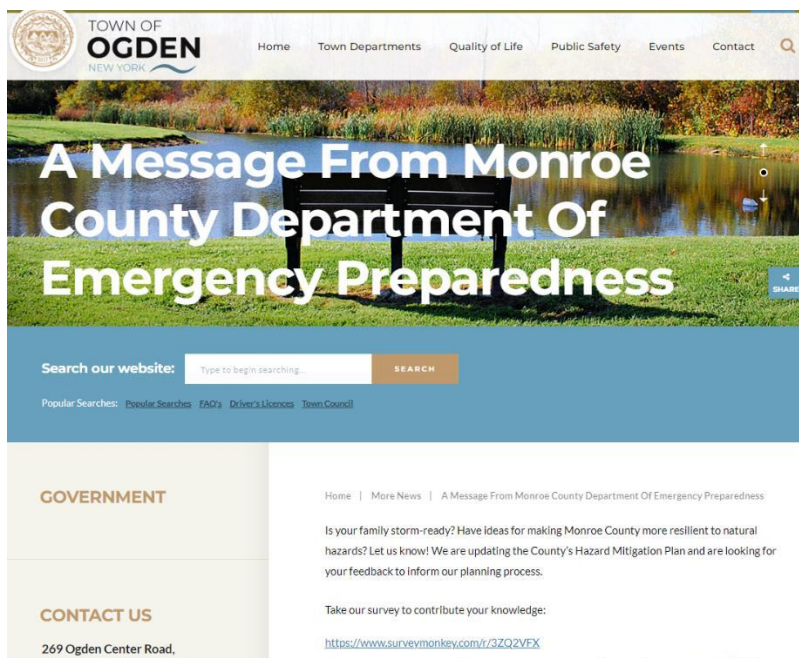 TOWN OF
OGDEN
NEW YORK
Home Town Departments Quality of Life Public Safety Events Contact
A Message From Monroe
County Department Of
Emergency Preparedness
SHARE
Search our website: Type to begin searching... SEARCH
Popular Searches: Popular Searches FAQ's Driver's Licences Town Council
GOVERNMENT
CONTACT US
269 Ogden Center Road,
Home | More News | A Message From Monroe County Department Of Emergency Preparedness
Is your family storm-ready? Have ideas for making Monroe County more resilient to natural
hazards? Let us know! We are updating the County's Hazard Mitigation Plan and are looking for
your feedback to inform our planning process.
Take our survey to contribute your knowledge:
https://www.surveymonkey.com/r/3ZQ2VFX